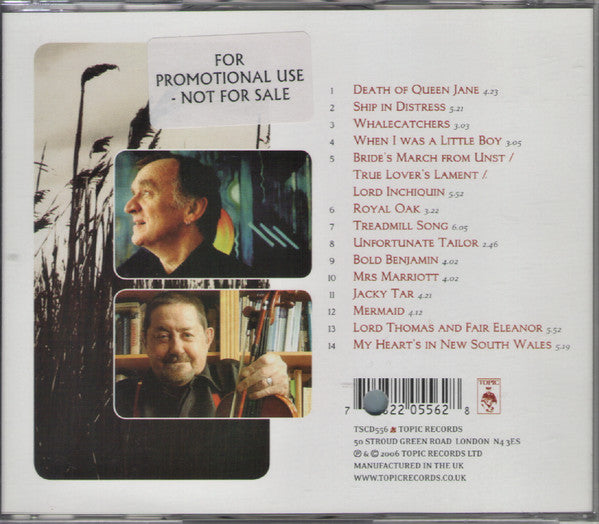 FOR
PROMOTIONAL USE
- NOT FOR SALE
1 DEATH OF QUEEN JANE 4.23
2 SHIP IN DISTRESS 5.21
3 WHALECATCHERS 3.03
4 WHEN I WAS A LITTLE BOY 3.05
5 BRIDE'S MARCH FROM UNST /
TRUE LOVER'S LAMENT /
LORD INCHIQUIN 5.52
6 ROYAL OAK 3.22
7 TREADMILL SONG 6.05
8 UNFORTUNATE TAILOR 2.46
9 BOLD BENJAMIN 4.02
10 MRS MARRIOTT 4.02
11 JACKY TAR 4.21
12 MERMAID 4.12
13 LORD THOMAS AND FAIR ELEANOR 5.52
14 MY HEART'S IN NEW SOUTH WALES 5.19
TOPIC
7 822 05562 8
TSCD556 TOPIC RECORDS
50 STROUD GREEN ROAD LONDON N4 3ES
℗ & © 2006 TOPIC RECORDS LTD
MANUFACTURED IN THE UK
WWW.TOPICRECORDS.CO.UK